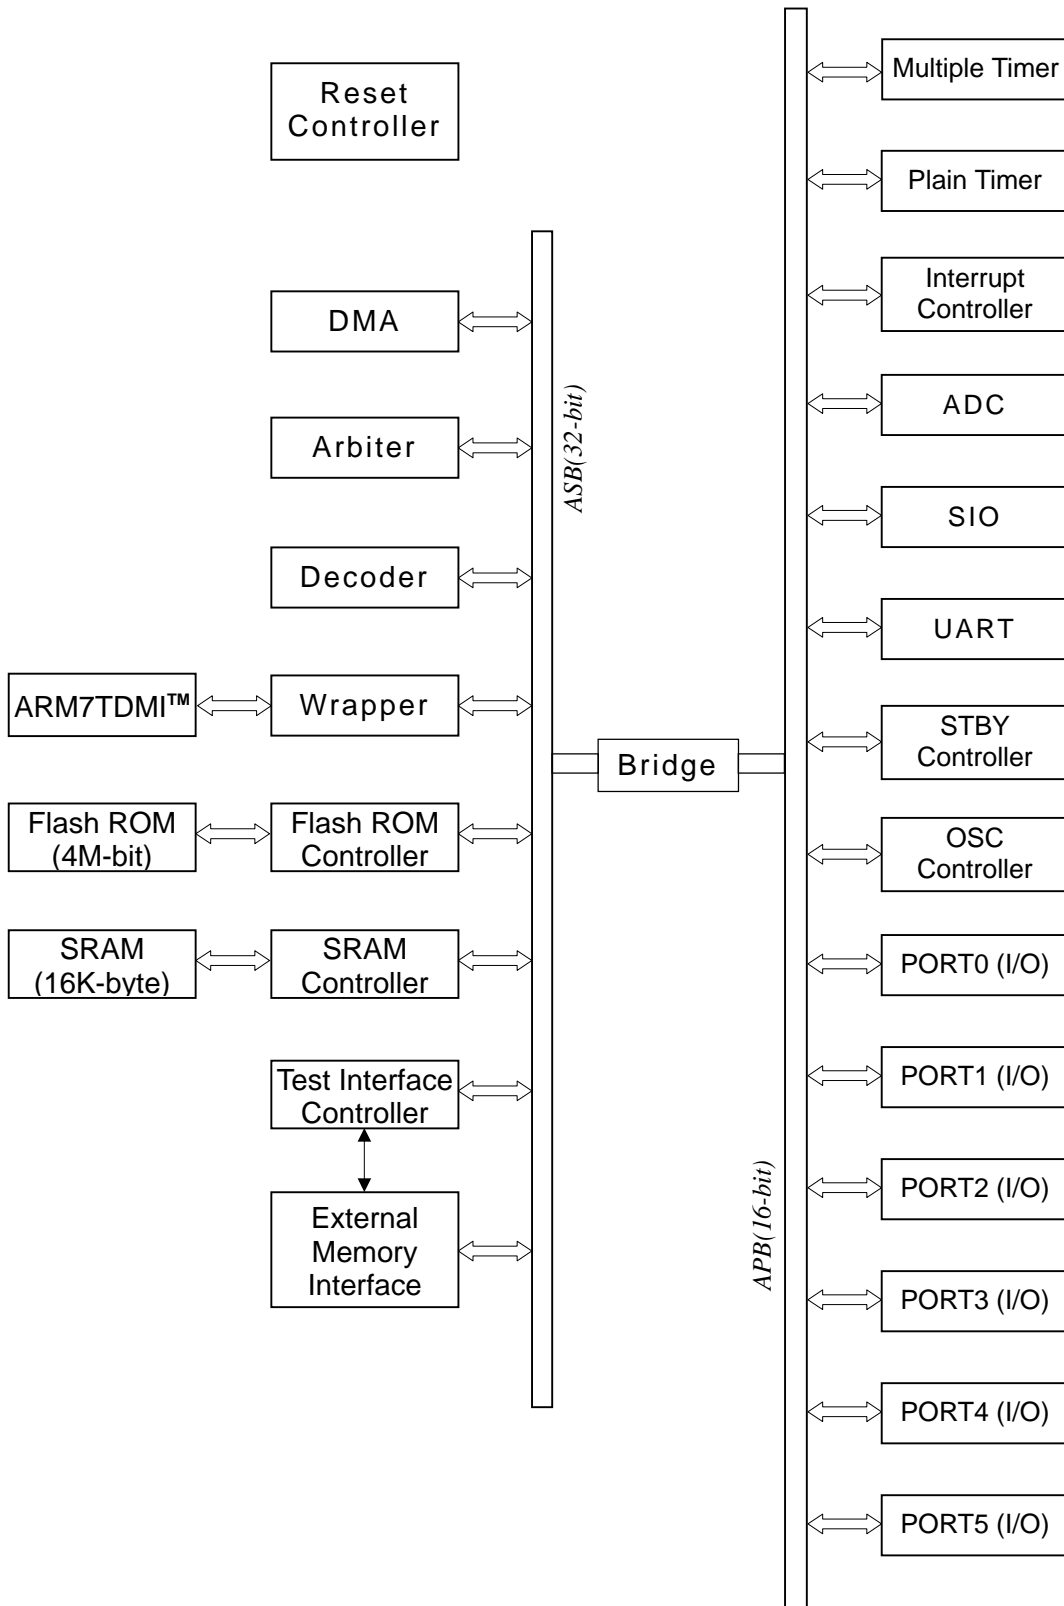 Reset
Controller
DMA
Arbiter
Decoder
ARM7TDMI™
Wrapper
Flash ROM
(4M-bit)
Flash ROM
Controller
SRAM
(16K-byte)
SRAM
Controller
Test Interface
Controller
External
Memory
Interface
ASB(32-bit)
Bridge
APB(16-bit)
Multiple Timer
Plain Timer
Interrupt
Controller
ADC
SIO
UART
STBY
Controller
OSC
Controller
PORT0 (I/O)
PORT1 (I/O)
PORT2 (I/O)
PORT3 (I/O)
PORT4 (I/O)
PORT5 (I/O)